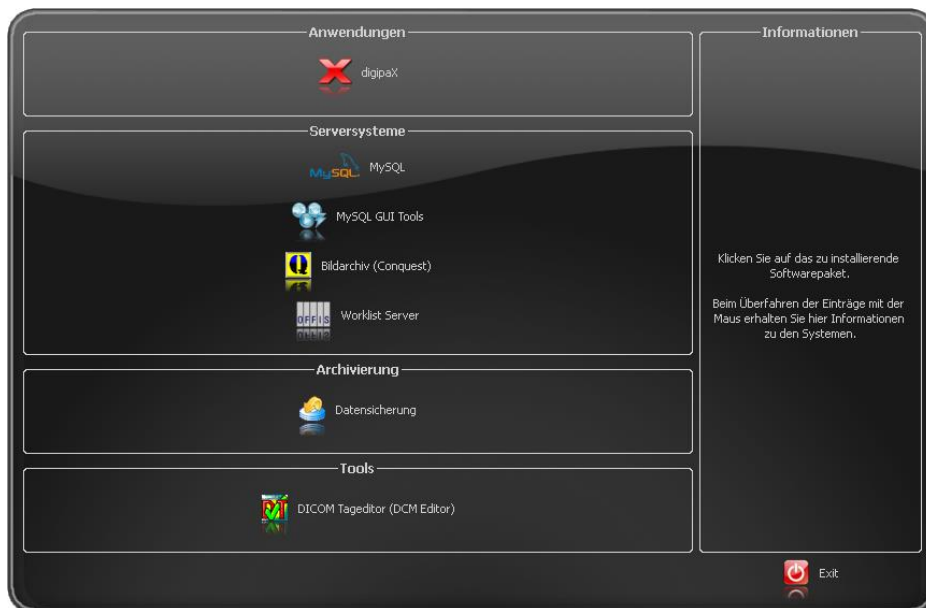 Anwendungen
digipaX
Serversysteme
MySQL MySQL
MySQL GUI Tools
Q Bildarchiv (Conquest)
OFFIS Worklist Server
Archivierung
Datensicherung
Tools
DICOM Tageditor (DCM Editor)
Informationen
Klicken Sie auf das zu installierende
Softwarepaket.
Beim Überfahren der Einträge mit der
Maus erhalten Sie hier Informationen
zu den Systemen.
Exit